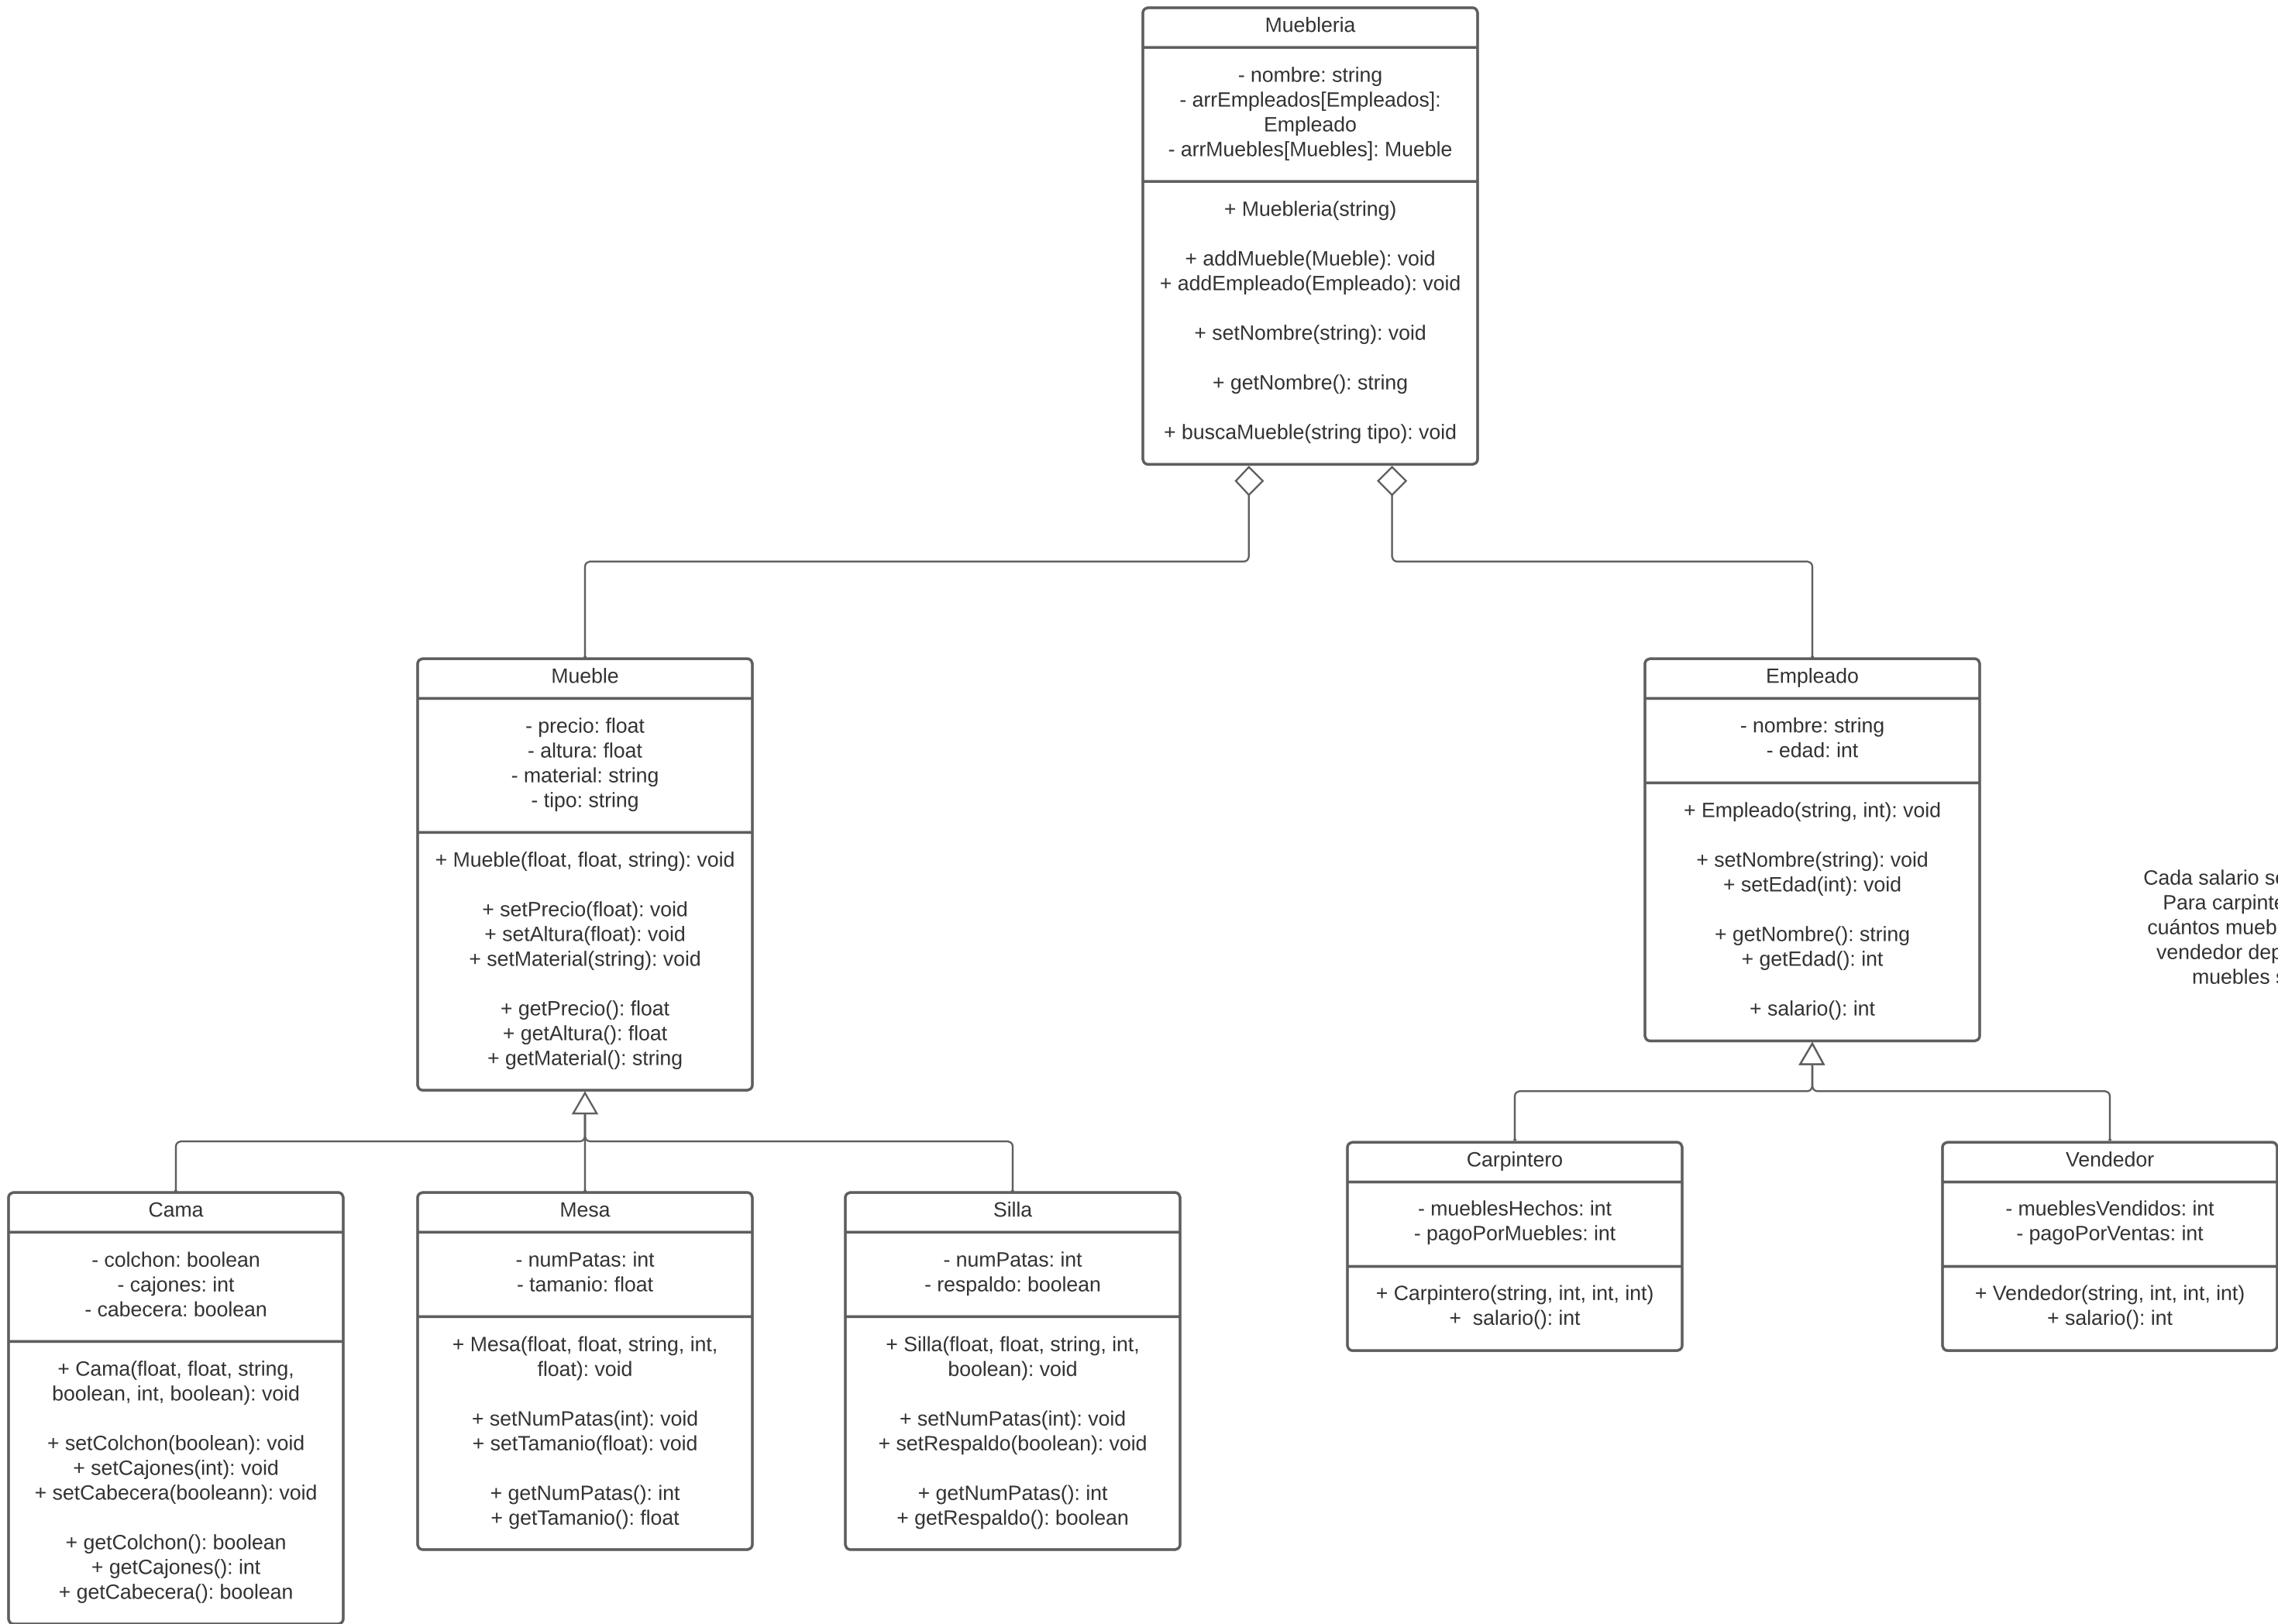 Muebleria
- nombre: string
- arrEmpleados[Empleados]:
Empleado
- arrMuebles[Muebles]: Mueble
+ Muebleria(string)
+ addMueble(Mueble): void
+ addEmpleado(Empleado): void
+ setNombre(string): void
+ getNombre(): string
+ buscaMueble(string tipo): void
Mueble
- precio: float
- altura: float
- material: string
- tipo: string
+ Mueble(float, float, string): void
+ setPrecio(float): void
+ setAltura(float): void
+ setMaterial(string): void
+ getPrecio(): float
+ getAltura(): float
+ getMaterial(): string
Empleado
- nombre: string
- edad: int
+ Empleado(string, int): void
+ setNombre(string): void
+ setEdad(int): void
+ getNombre(): string
+ getEdad(): int
+ salario(): int
Cada salario
Para
cuántos
vendedor
muebles
Cama
- colchon: boolean
- cajones: int
- cabecera: boolean
+ Cama(float, float, string,
boolean, int, boolean): void
+ setColchon(boolean): void
+ setCajones(int): void
+ setCabecera(booleann): void
+ getColchon(): boolean
+ getCajones(): int
+ getCabecera(): boolean
Mesa
- numPatas: int
- tamanio: float
+ Mesa(float, float, string, int,
float): void
+ setNumPatas(int): void
+ setTamanio(float): void
+ getNumPatas(): int
+ getTamanio(): float
Silla
- numPatas: int
- respaldo: boolean
+ Silla(float, float, string, int,
boolean): void
+ setNumPatas(int): void
+ setRespaldo(boolean): void
+ getNumPatas(): int
+ getRespaldo(): boolean
Carpintero
- mueblesHechos: int
- pagoPorMuebles: int
+ Carpintero(string, int, int, int)
+  salario(): int
Vendedor
- mueblesVendidos: int
- pagoPorVentas: int
+ Vendedor(string, int, int, int)
+ salario(): int